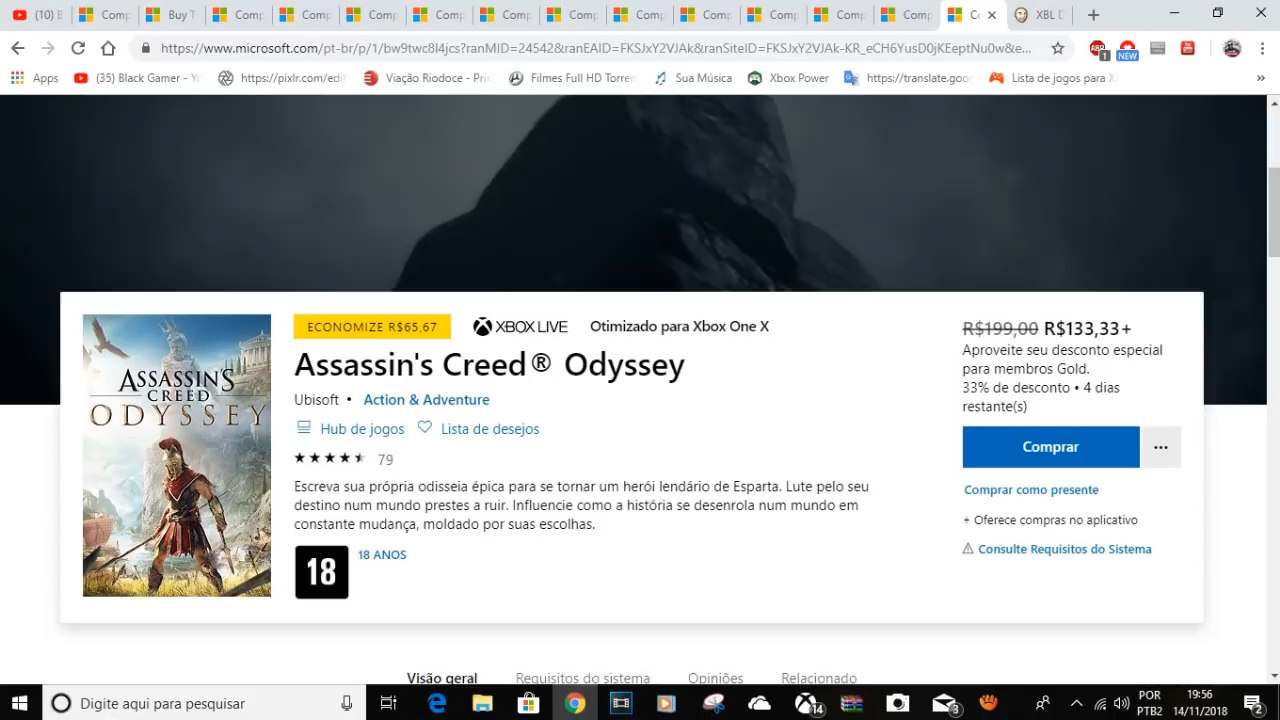 (10) B
Comp
Buy T
Comp
Comp
Comp
Comp
Comp
Comp
Comp
Comp
Comp
Comp
Comp
XBL D
https://www.microsoft.com/pt-br/p/1/
Apps
(35) Black Gamer - Yo
https://pixlr.com/edit
Viação Riodoce - Prin
Filmes Full HD Torren
Sua Música
Xbox Power
https://translate.goo
Lista de jogos para X
»
1
NEW
ECONOMIZE R$65,67
XBOX LIVE
Otimizado para Xbox One X
Assassin's Creed® Odyssey
Ubisoft • Action & Adventure
Hub de jogos
Lista de desejos
79
Escreva sua própria odisseia épica para se tornar um herói lendário de Esparta. Lute pelo seu
destino num mundo prestes a ruir. Influencie como a história se desenrola num mundo em
constante mudança, moldado por suas escolhas.
18
18 ANOS
ASSASSIN'S
CREED
ODYSSEY
R$199,00 R$133,33+
Aproveite seu desconto especial
para membros Gold.
33% de desconto • 4 dias
restante(s)
Comprar
...
Comprar como presente
+ Oferece compras no aplicativo
Consulte Requisitos do Sistema
Visão geral
Requisitos do sistema
Opiniões
Relacionado
Digite aqui para pesquisar
14
3
POR
PTB2
19:56
14/11/2018
2